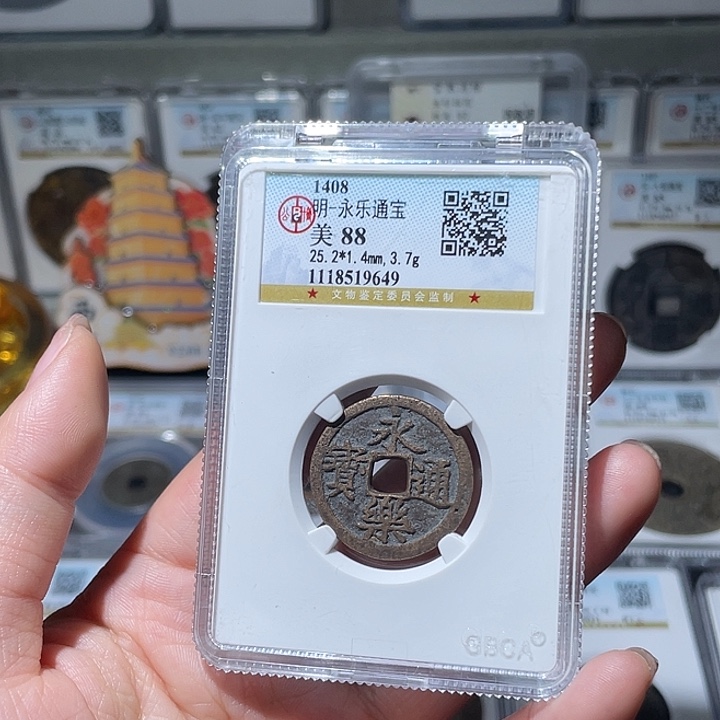 1408
明-永乐通宝
美 88
25.2*1.4mm,3.7g
1118519649
★ 文物鉴定委员会监制 ★
永
寶 通
樂
GBCA